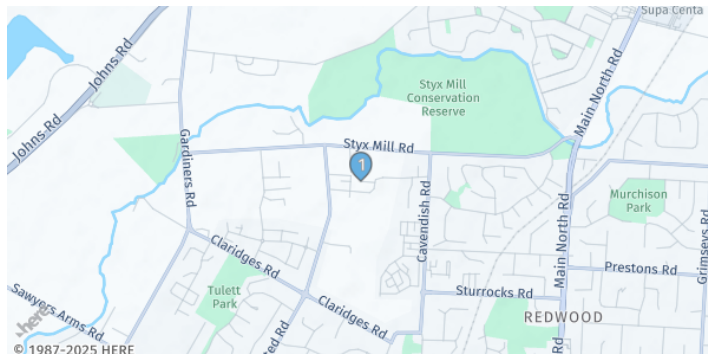 Supa Centa
Johns Rd
Main North Rd
Styx Mill
Conservation
Reserve
Johns Rd
Gardiners Rd
Styx Mill Rd
1
Cavendish Rd
Murchison
Park
Main North Rd
Grimseys Rd
Claridges Rd
Prestons Rd
Tulett
Park
Sturrocks Rd
Sawyers Arms Rd
Claridges Rd
REDWOOD
here
Rd
© 1987-2025 HERE